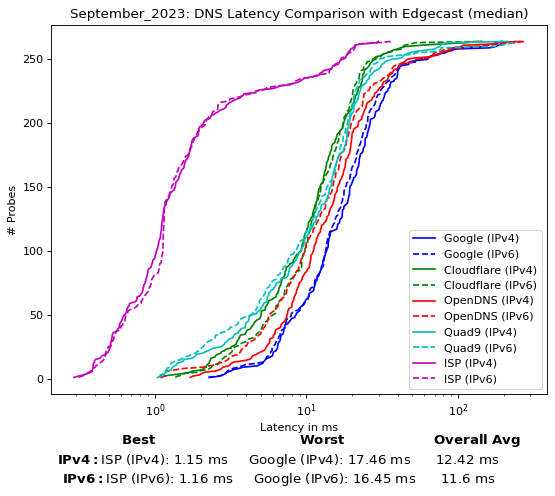 September_2023: DNS Latency Comparison with Edgecast (median)
250
200
150
100
50
0
# Probes
10^0
10^1
10^2
Latency in ms
Google (IPv4)
Google (IPv6)
Cloudflare (IPv4)
Cloudflare (IPv6)
OpenDNS (IPv4)
OpenDNS (IPv6)
Quad9 (IPv4)
Quad9 (IPv6)
ISP (IPv4)
ISP (IPv6)
Best Worst Overall Avg
IPv4: ISP (IPv4): 1.15 ms Google (IPv4): 17.46 ms 12.42 ms
IPv6: ISP (IPv6): 1.16 ms Google (IPv6): 16.45 ms 11.6 ms